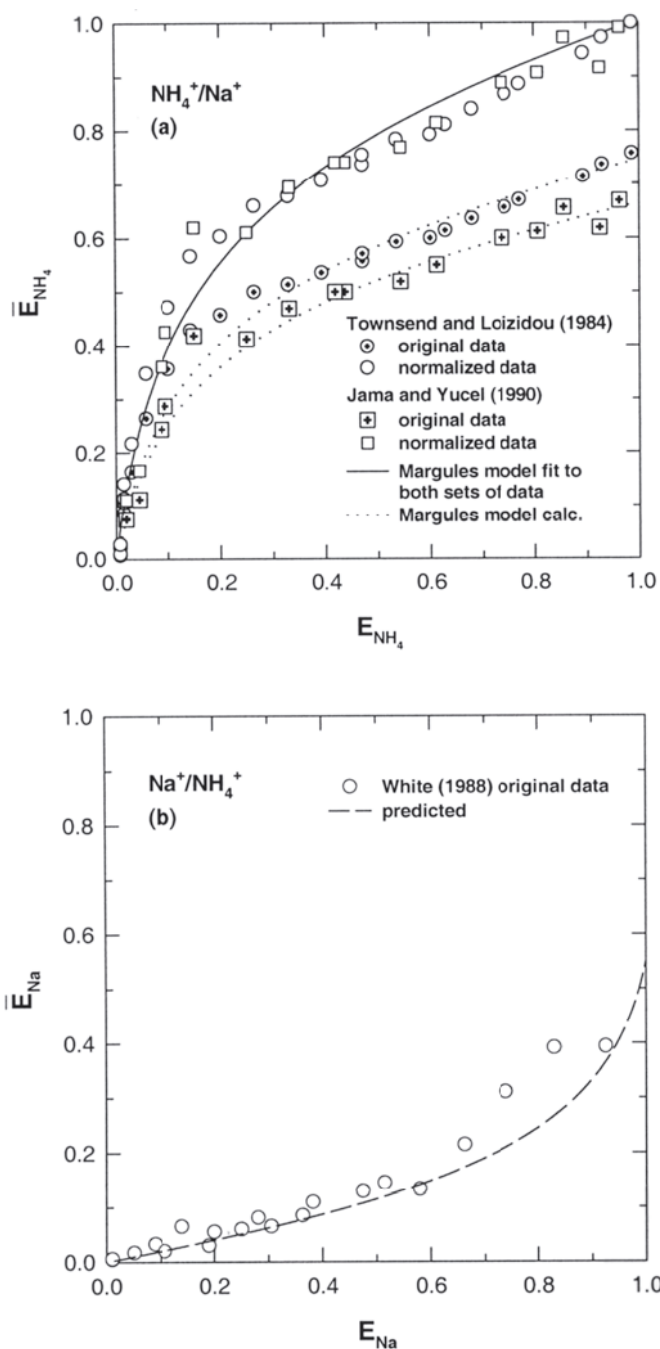 1.0
NH₄⁺/Na⁺
(a)
0.8
0.6
E̅_NH₄
0.4
Townsend and Loizidou (1984)
original data
normalized data
Jama and Yucel (1990)
original data
normalized data
0.2
Margules model fit to
both sets of data
Margules model calc.
0.0
0.0 0.2 0.4 0.6 0.8 1.0
E_NH₄
1.0
Na⁺/NH₄⁺
(b)
White (1988) original data
predicted
0.8
0.6
E̅_Na
0.4
0.2
0.0
0.0 0.2 0.4 0.6 0.8 1.0
E_Na